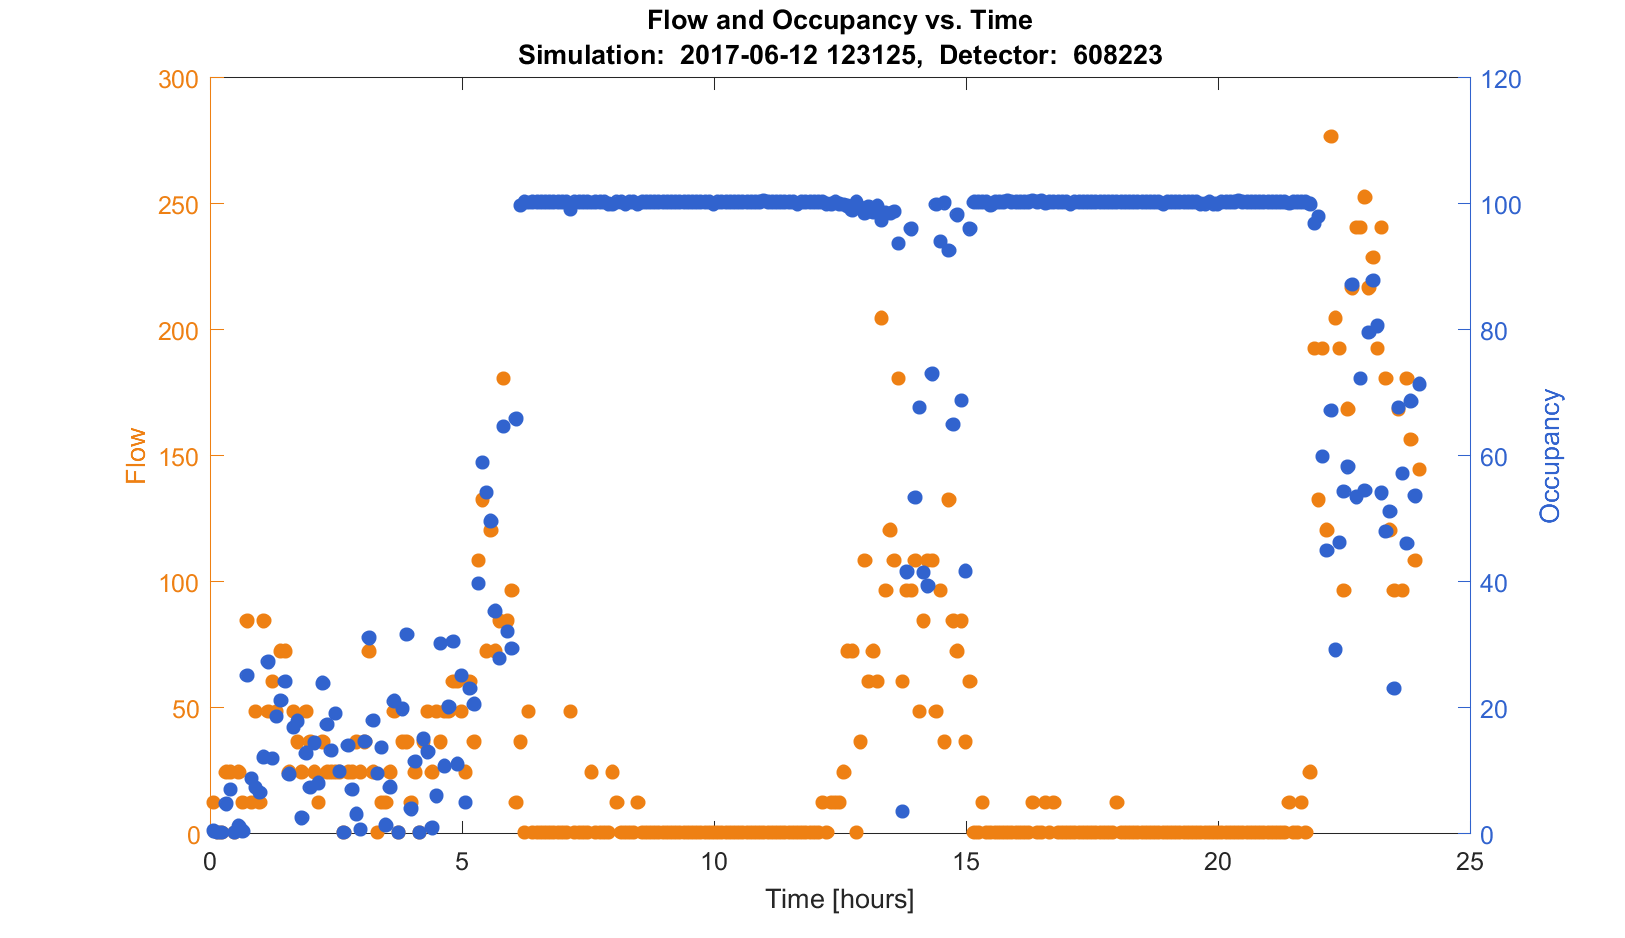 Flow and Occupancy vs. Time
Simulation: 2017-06-12 123125, Detector: 608223
300
250
200
150
100
50
0
Flow
120
100
80
60
40
20
0
Occupancy
0 5 10 15 20 25
Time [hours]